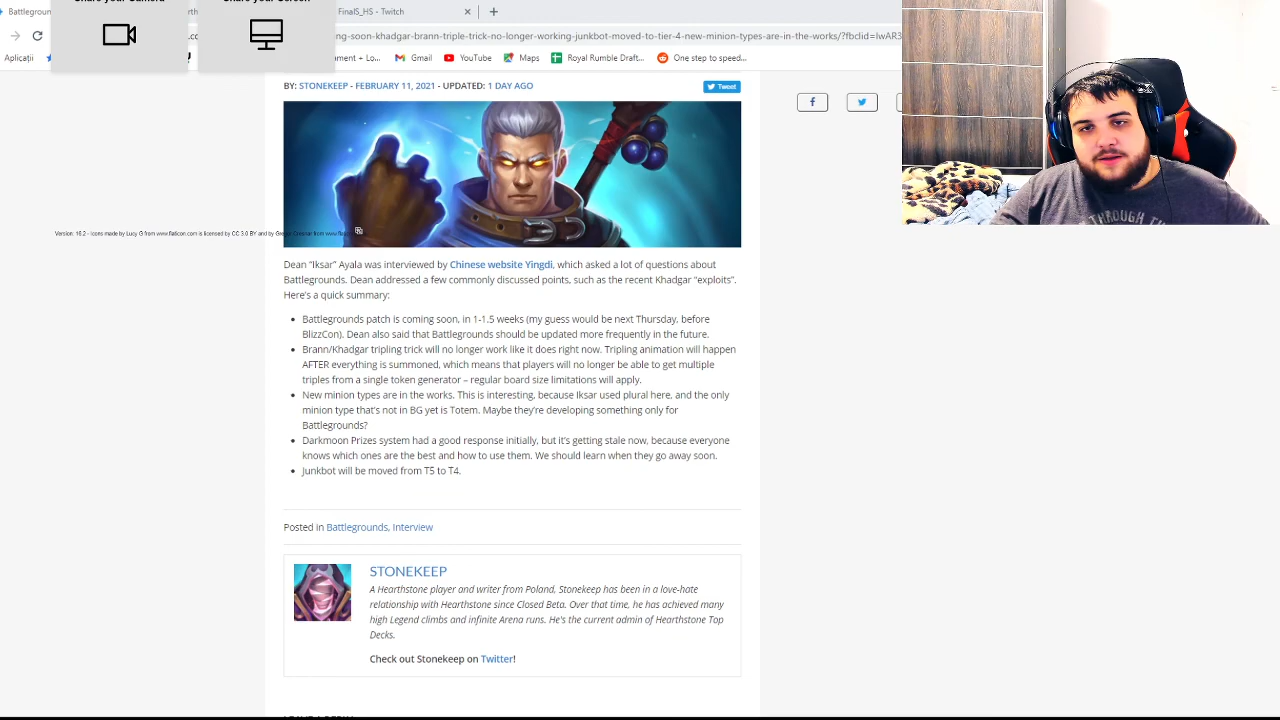 Battlegroun
FinalS_HS - Twitch
ng-soon-khadgar-brann-triple-trick-no-longer-working-junkbot-moved-to-tier-4-new-minion-types-are-in-the-works/?fbclid=IwAR3
Aplicații
ument + Lo...
Gmail
YouTube
Maps
Royal Rumble Draft...
One step to speed...
BY: STONEKEEP - FEBRUARY 11, 2021 - UPDATED: 1 DAY AGO
Tweet
Dean "Iksar" Ayala was interviewed by Chinese website Yingdi, which asked a lot of questions about
Battlegrounds. Dean addressed a few commonly discussed points, such as the recent Khadgar "exploits".
Here's a quick summary:
Battlegrounds patch is coming soon, in 1-1.5 weeks (my guess would be next Thursday, before
BlizzCon). Dean also said that Battlegrounds should be updated more frequently in the future.
Brann/Khadgar tripling trick will no longer work like it does right now. Tripling animation will happen
AFTER everything is summoned, which means that players will no longer be able to get multiple
triples from a single token generator – regular board size limitations will apply.
New minion types are in the works. This is interesting, because Iksar used plural here, and the only
minion type that's not in BG yet is Totem. Maybe they're developing something only for
Battlegrounds?
Darkmoon Prizes system had a good response initially, but it's getting stale now, because everyone
knows which ones are the best and how to use them. We should learn when they go away soon.
Junkbot will be moved from T5 to T4.
Posted in Battlegrounds, Interview
STONEKEEP
A Hearthstone player and writer from Poland, Stonekeep has been in a love-hate
relationship with Hearthstone since Closed Beta. Over that time, he has achieved many
high Legend climbs and infinite Arena runs. He's the current admin of Hearthstone Top
Decks.
Check out Stonekeep on Twitter!
THROUGH